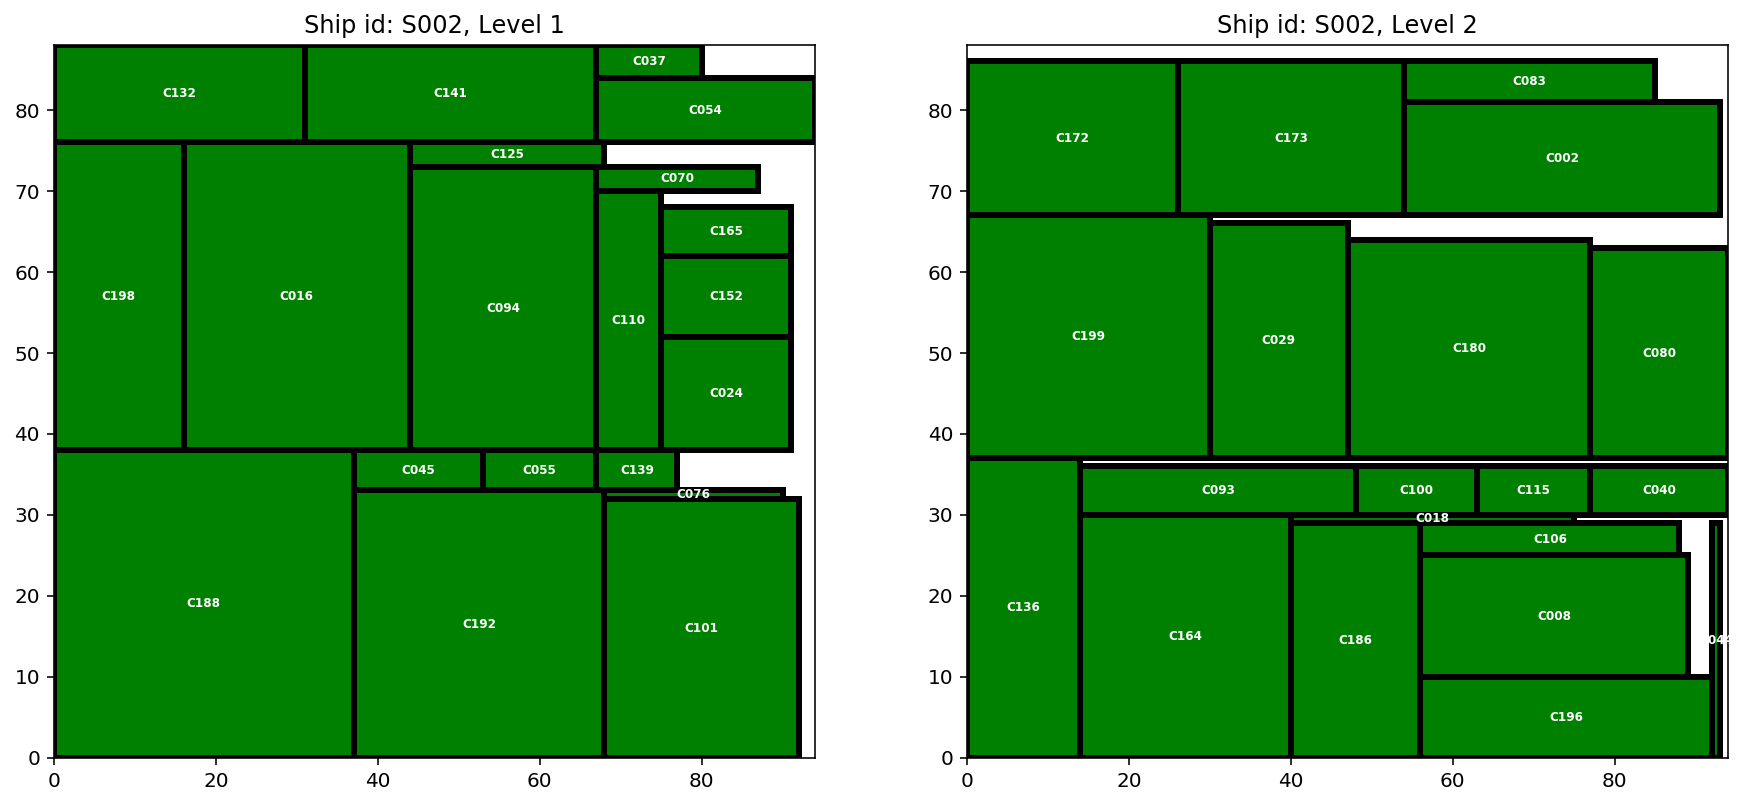 Ship id: S002, Level 1
C132
C141
C037
C054
C125
C070
C198
C016
C094
C110
C165
C152
C024
C045
C055
C139
C076
C188
C192
C101
80
70
60
50
40
30
20
10
0
0 20 40 60 80
Ship id: S002, Level 2
C172
C173
C083
C002
C199
C029
C180
C080
C093
C100
C115
C040
C018
C106
C136
C164
C186
C008
C196
80
70
60
50
40
30
20
10
0
0 20 40 60 80